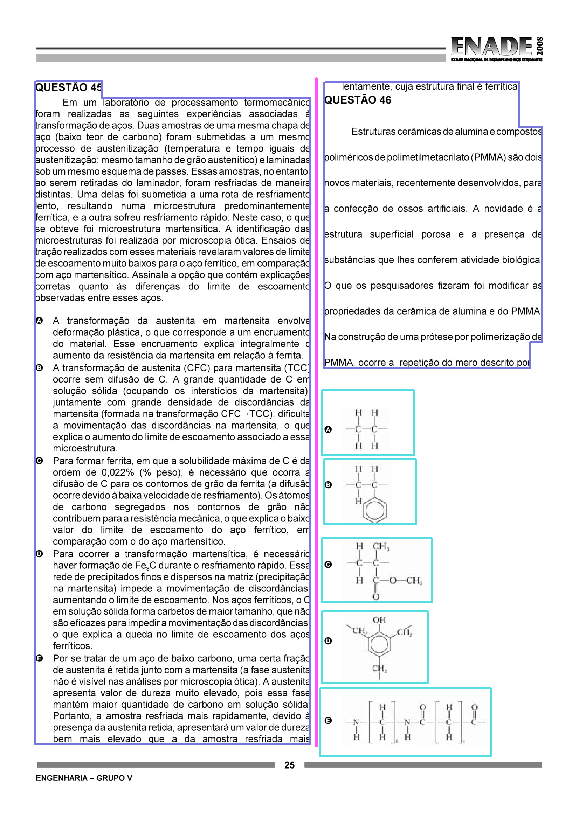 ENADE 2008
EXAME NACIONAL DE DESEMPENHO DOS ESTUDANTES
QUESTÃO 45
Em um laboratório de processamento termomecânico
foram realizadas as seguintes experiências associadas à
transformação de aços. Duas amostras de uma mesma chapa de
aço (baixo teor de carbono) foram submetidas a um mesmo
processo de austenitização (temperatura e tempo iguais de
austenitização; mesmo tamanho de grão austenítico) e laminadas
sob um mesmo esquema de passes. Essas amostras, no entanto,
ao serem retiradas do laminador, foram resfriadas de maneira
distintas. Uma delas foi submetida a uma rota de resfriamento
lento, resultando numa microestrutura predominantemente
ferrítica, e a outra sofreu resfriamento rápido. Neste caso, o que
se obteve foi microestrutura martensítica. A identificação das
microestruturas foi realizada por microscopia ótica. Ensaios de
tração realizados com esses materiais revelaram valores de limite
de escoamento muito baixos para o aço ferrítico, em comparação
com aço martensítico. Assinale a opção que contém explicações
corretas quanto às diferenças do limite de escoamento
observadas entre esses aços.
A A transformação da austenita em martensita envolve
deformação plástica, o que corresponde a um encruamento
do material. Esse encruamento explica integralmente o
aumento da resistência da martensita em relação à ferrita.
B A transformação de austenita (CFC) para martensita (TCC)
ocorre sem difusão de C. A grande quantidade de C em
solução sólida (ocupando os interstícios da martensita),
juntamente com grande densidade de discordâncias da
martensita (formada na transformação CFC→TCC), dificulta
a movimentação das discordâncias na martensita, o que
explica o aumento do limite de escoamento associado a essa
microestrutura.
C Para formar ferrita, em que a solubilidade máxima de C é da
ordem de 0,022% (% peso), é necessário que ocorra a
difusão de C para os contornos de grão da ferrita (a difusão
ocorre devido à baixa velocidade de resfriamento). Os átomos
de carbono segregados nos contornos de grão não
contribuem para a resistência mecânica, o que explica o baixo
valor do limite de escoamento do aço ferrítico, em
comparação com o do aço martensítico.
D Para ocorrer a transformação martensítica, é necessário
haver formação de Fe3C durante o resfriamento rápido. Essa
rede de precipitados finos e dispersos na matriz (precipitação
na martensita) impede a movimentação de discordâncias,
aumentando o limite de escoamento. Nos aços ferríticos, o C
em solução sólida forma carbetos de maior tamanho, que não
são eficazes para impedir a movimentação das discordâncias,
o que explica a queda no limite de escoamento dos aços
ferríticos.
E Por se tratar de um aço de baixo carbono, uma certa fração
de austenita é retida junto com a martensita (a fase austenita
não é visível nas análises por microscopia ótica). A austenita
apresenta valor de dureza muito elevado, pois essa fase
mantém maior quantidade de carbono em solução sólida.
Portanto, a amostra resfriada mais rapidamente, devido à
presença da austenita retida, apresentará um valor de dureza
bem mais elevado que a da amostra resfriada mais
lentamente, cuja estrutura final é ferrítica.
QUESTÃO 46
Estruturas cerâmicas de alumina e compostos
poliméricos de polimetilmetacrilato (PMMA) são dois
novos materiais, recentemente desenvolvidos, para
a confecção de ossos artificiais. A novidade é a
estrutura superficial porosa e a presença de
substâncias que lhes conferem atividade biológica.
O que os pesquisadores fizeram foi modificar as
propriedades da cerâmica de alumina e do PMMA.
Na construção de uma prótese por polimerização de
PMMA, ocorre a repetição do mero descrito por
A
H H
–C–C–
H H
B
H H
–C–C–
H
C
H CH3
–C–C–
H C–O–CH3
O
D
OH
CH2 CH2
CH2
E
H O H O
–N– C –C–N–C– C –C–
H H H H
25
ENGENHARIA – GRUPO V